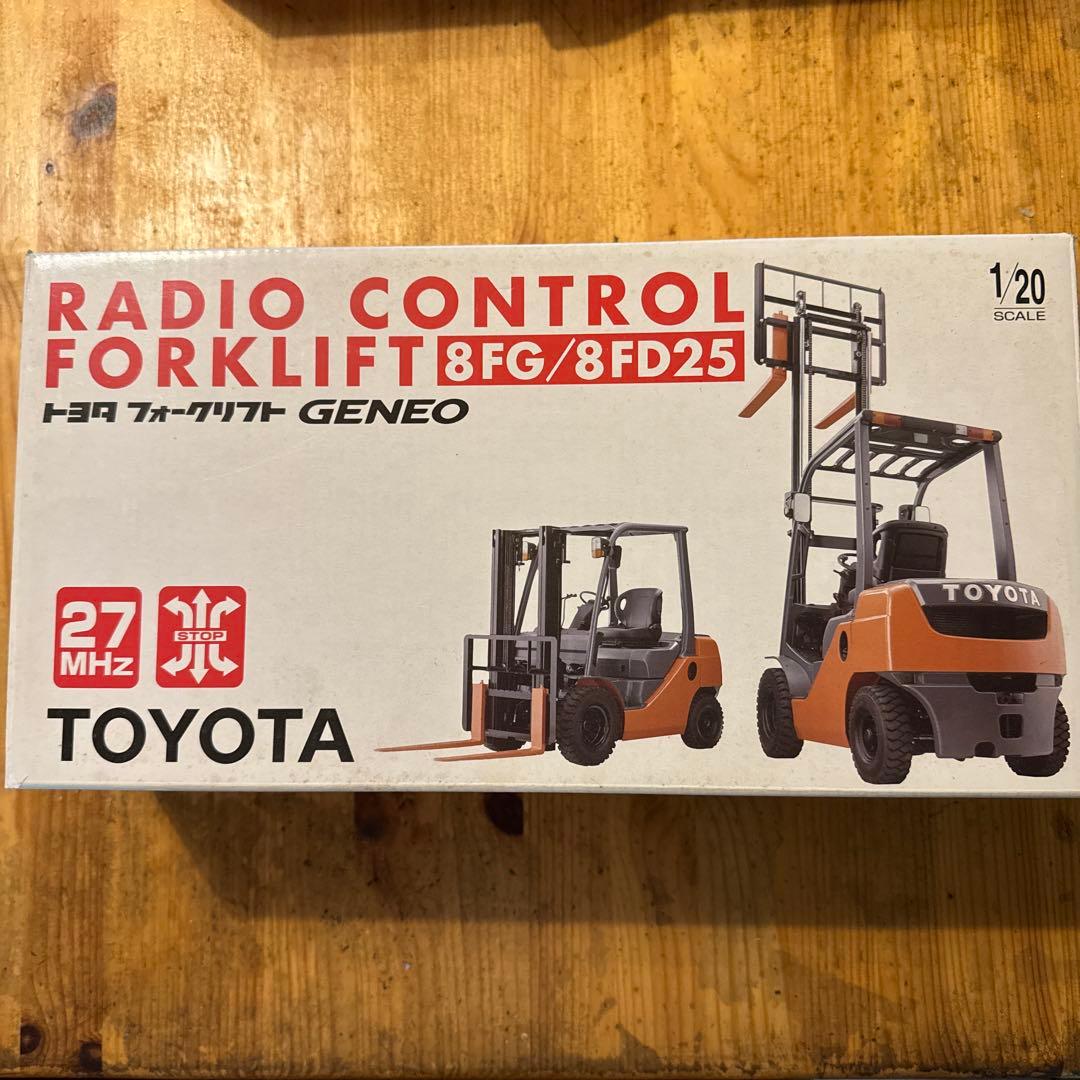 RADIO CONTROL
FORKLIFT 8FG/8FD25
トヨタ フォークリフト GENEO
1/20
SCALE
TOYOTA
27
MHz
STOP
TOYOTA